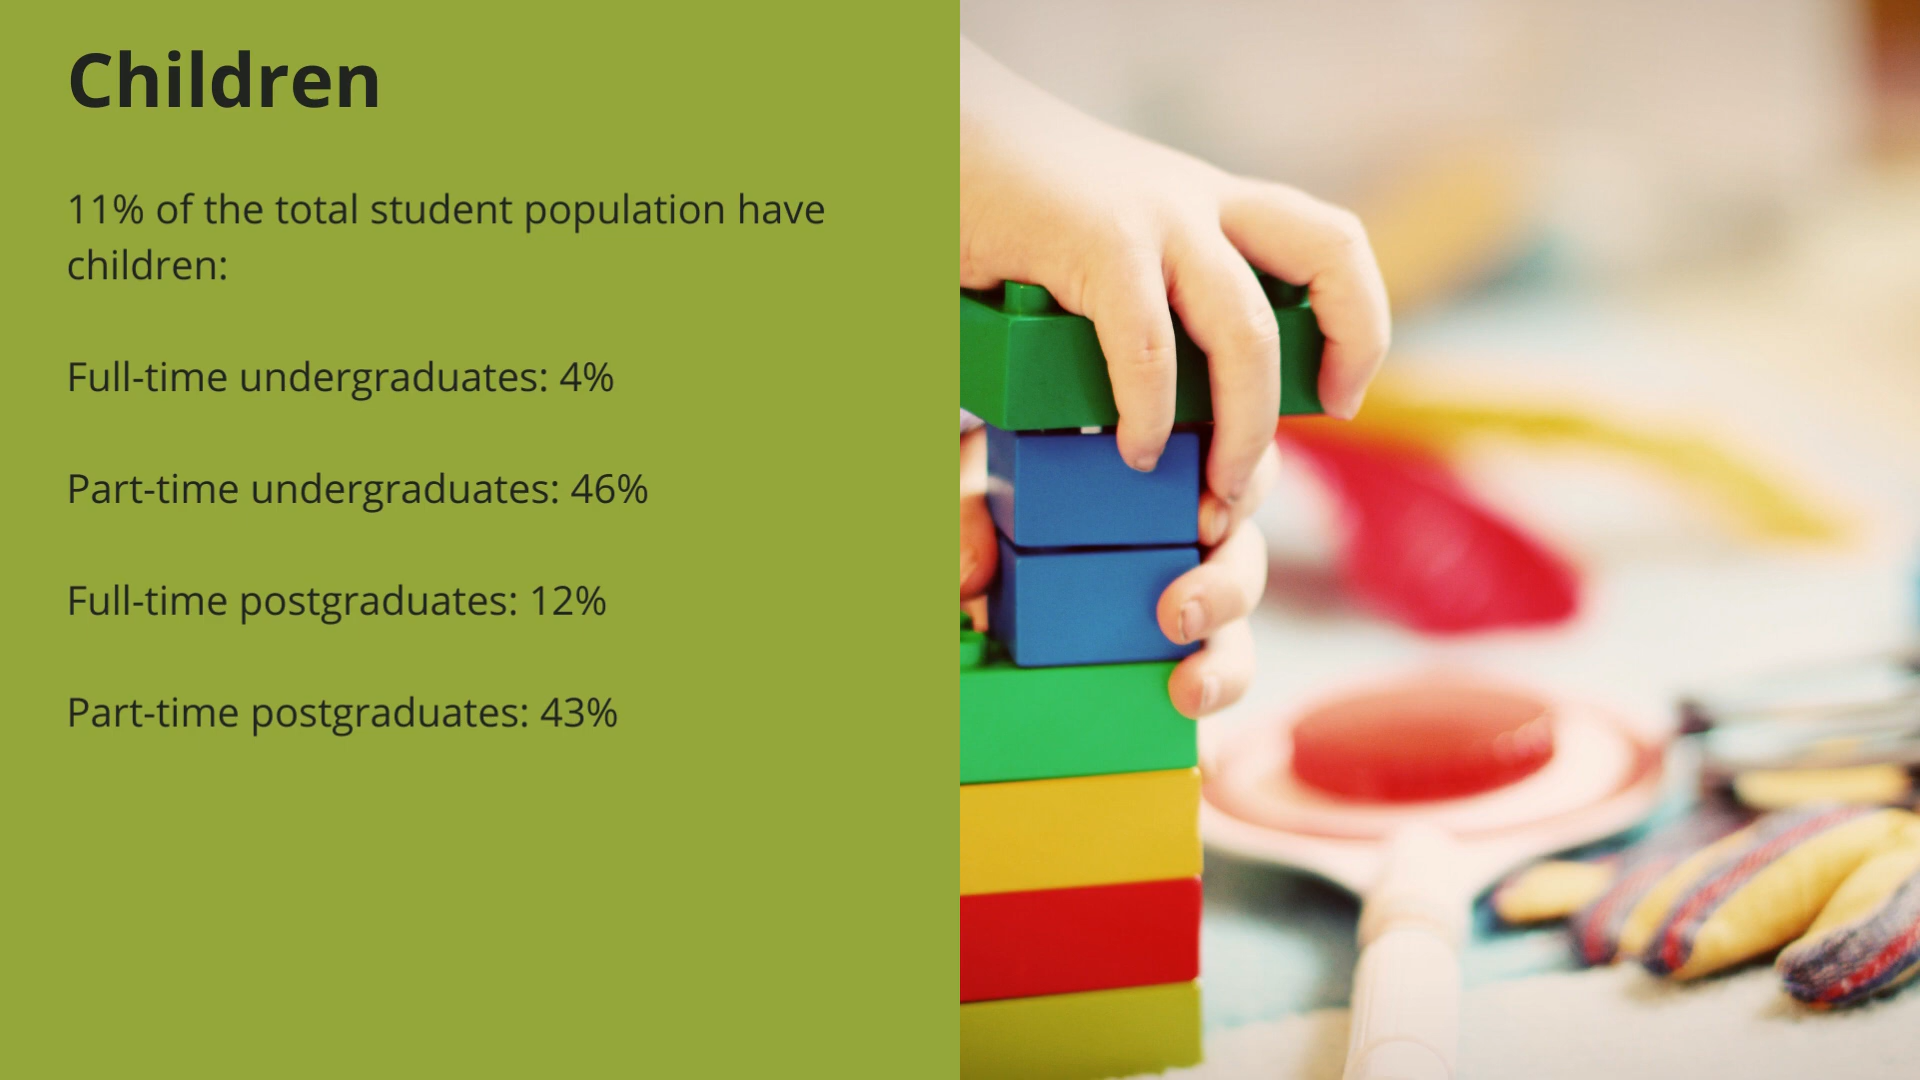 Children
11% of the total student population have
children:
Full-time undergraduates: 4%
Part-time undergraduates: 46%
Full-time postgraduates: 12%
Part-time postgraduates: 43%